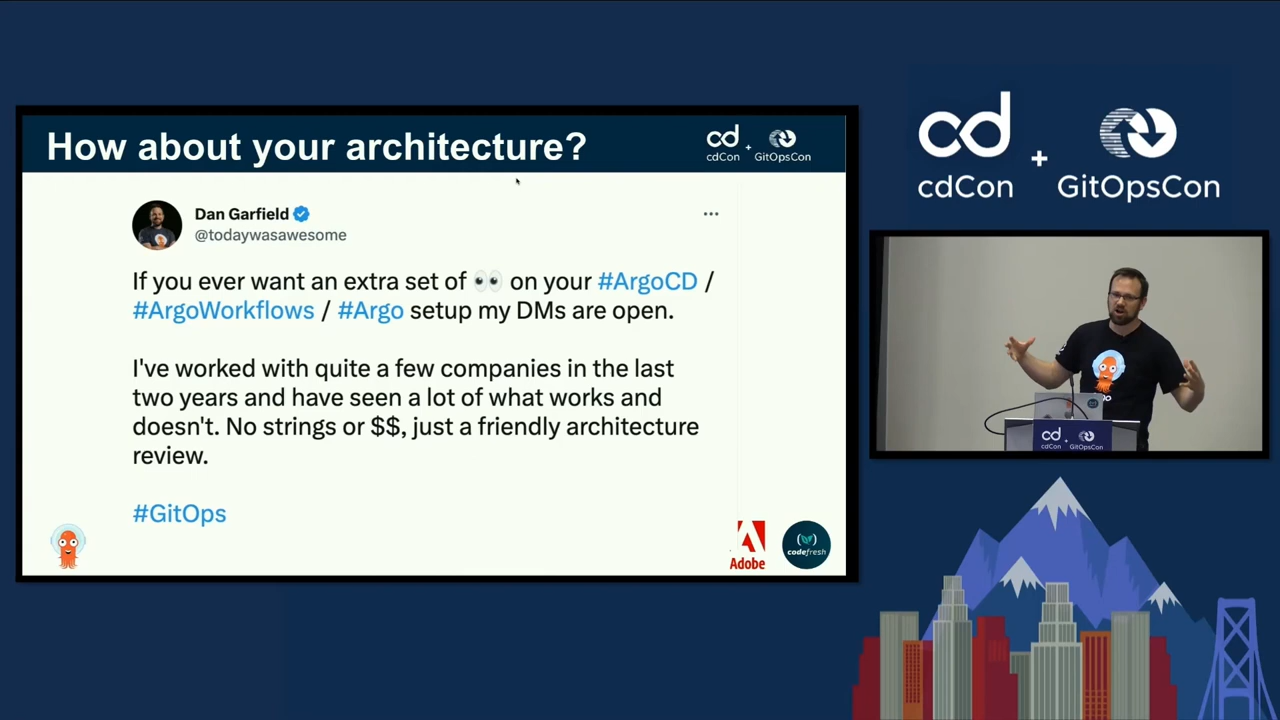 How about your architecture?
cd
cdCon
+
GitOpsCon
Dan Garfield
@todaywasawesome
If you ever want an extra set of 👀 on your #ArgoCD /
#ArgoWorkflows / #Argo setup my DMs are open.
I've worked with quite a few companies in the last
two years and have seen a lot of what works and
doesn't. No strings or $$, just a friendly architecture
review.
#GitOps
Adobe
codefresh
cd
cdCon
+
GitOpsCon
cd
cdCon
GitOpsCon